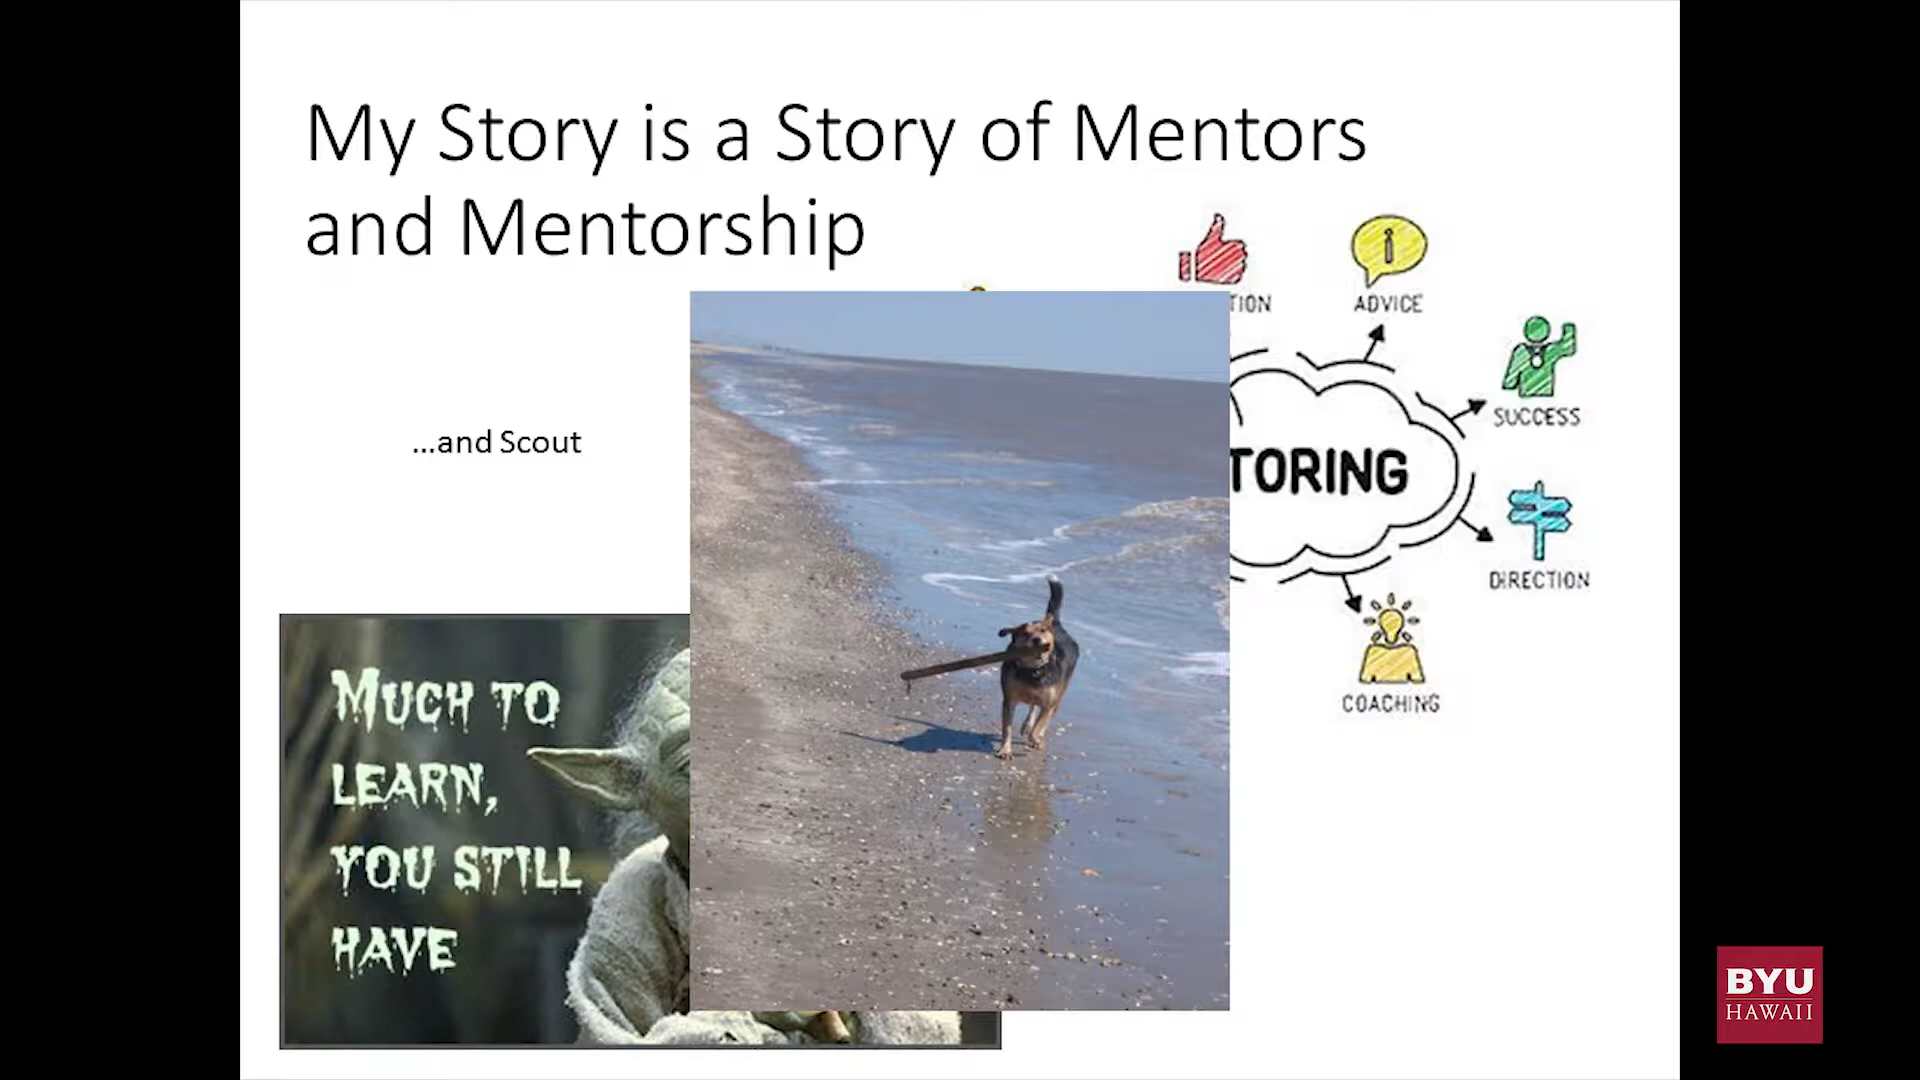 My Story is a Story of Mentors
and Mentorship
TION
ADVICE
SUCCESS
...and Scout
TORING
DIRECTION
COACHING
MUCH TO
LEARN,
YOU STILL
HAVE
BYU
HAWAII